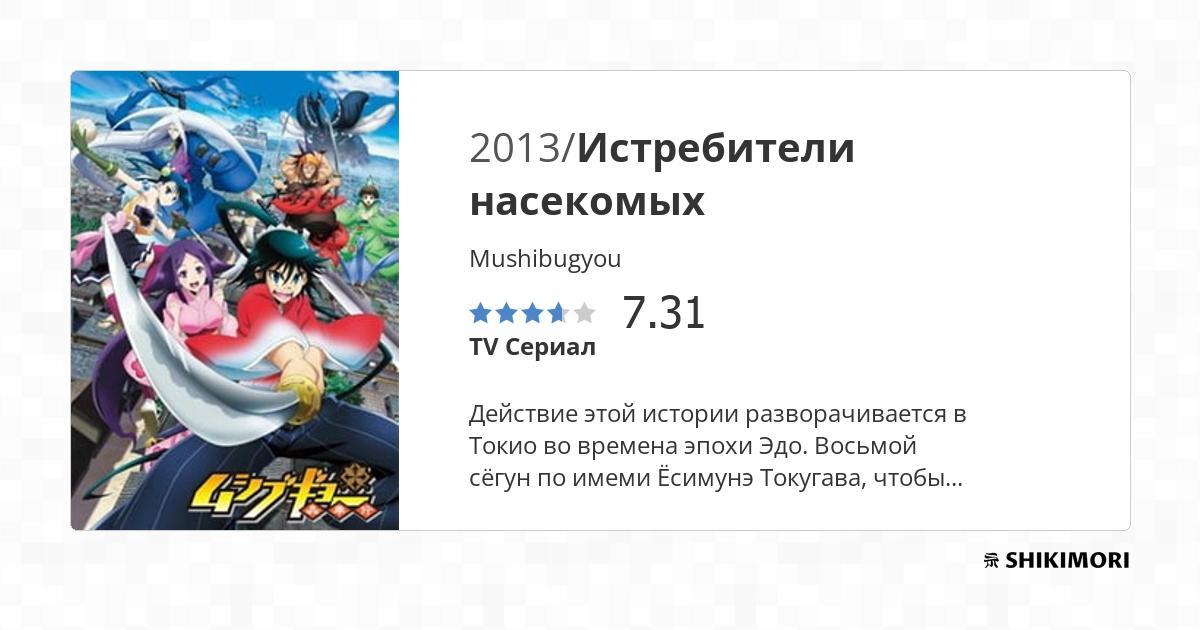 2013/Истребители
насекомых
Mushibugyou
7.31
TV Сериал
Действие этой истории разворачивается в
Токио во времена эпохи Эдо. Восьмой
сёгун по имеми Ёсимунэ Токугава, чтобы...
ムシブギョー
SHIKIMORI